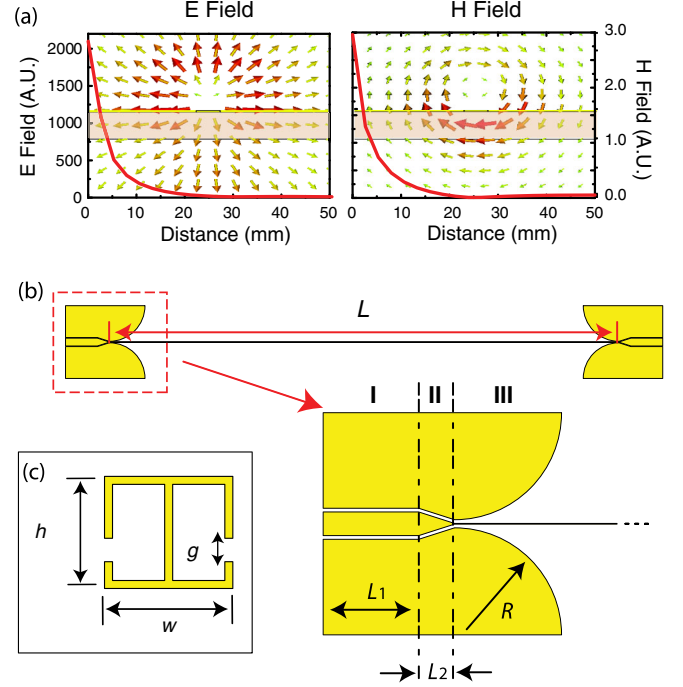 (a)
E Field
H Field
E Field (A.U.)
2000
1500
1000
500
0
0 10 20 30 40 50
Distance (mm)
3.0
2.0
1.0
0.0
H Field (A.U.)
0 10 20 30 40 50
Distance (mm)
(b)
L
I II III
L1
L2
R
(c)
h
g
w